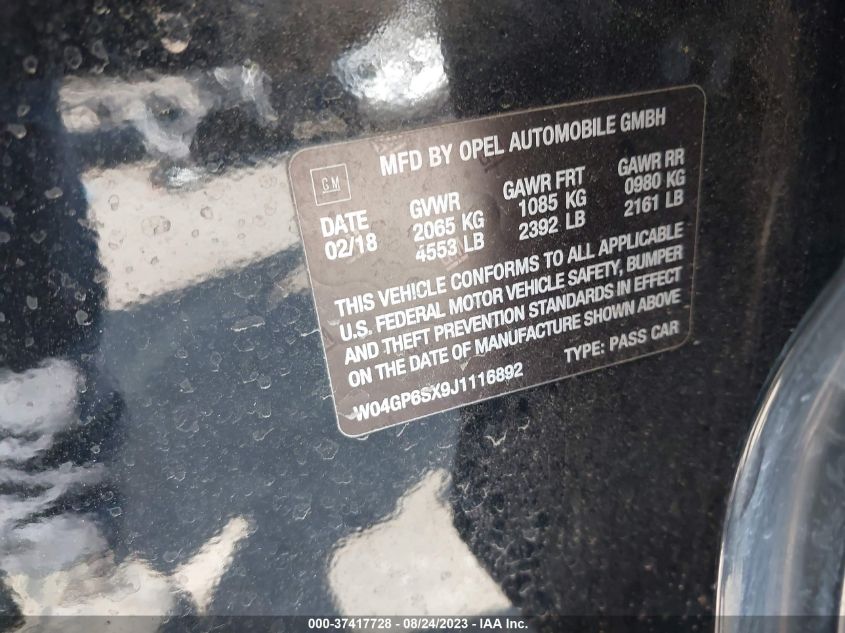 GM
MFD BY OPEL AUTOMOBILE GMBH
DATE GVWR GAWR FRT GAWR RR
02/18 2065 KG 1085 KG 0980 KG
4553 LB 2392 LB 2161 LB
THIS VEHICLE CONFORMS TO ALL APPLICABLE
U.S. FEDERAL MOTOR VEHICLE SAFETY, BUMPER
AND THEFT PREVENTION STANDARDS IN EFFECT
ON THE DATE OF MANUFACTURE SHOWN ABOVE
W04GP6SX9J1116892 TYPE: PASS CAR
000-37417728 - 08/24/2023 - IAA Inc.